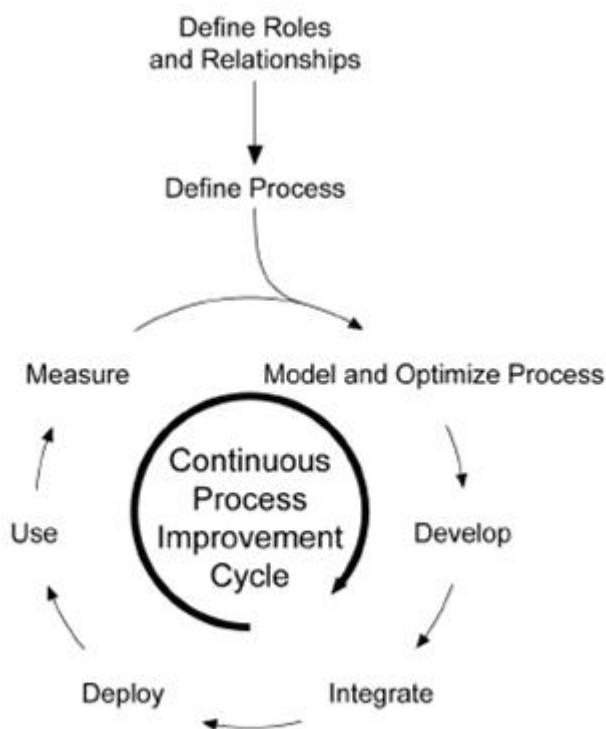 Define Roles
and Relationships
Define Process
Measure
Model and Optimize Process
Continuous
Process
Improvement
Cycle
Use
Develop
Deploy
Integrate